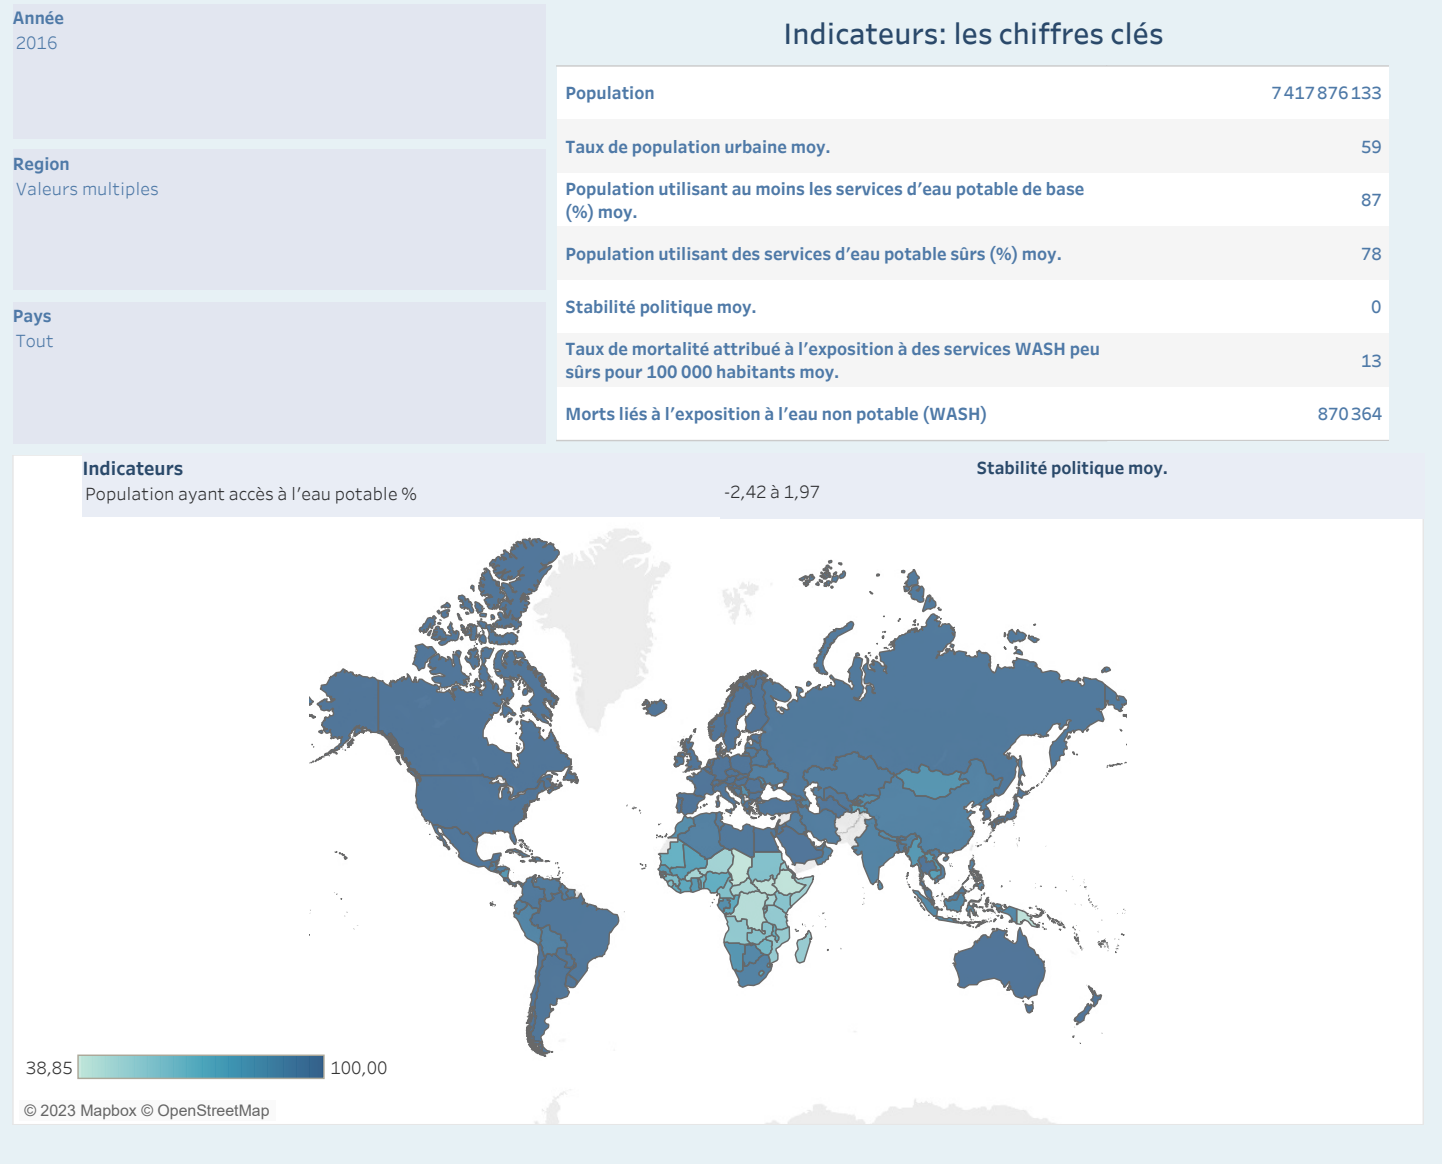 Année
2016
Region
Valeurs multiples
Pays
Tout
Indicateurs: les chiffres clés
Population 7 417 876 133
Taux de population urbaine moy. 59
Population utilisant au moins les services d’eau potable de base
(%) moy. 87
Population utilisant des services d’eau potable sûrs (%) moy. 78
Stabilité politique moy. 0
Taux de mortalité attribué à l’exposition à des services WASH peu
sûrs pour 100 000 habitants moy. 13
Morts liés à l’exposition à l’eau non potable (WASH) 870 364
Indicateurs
Population ayant accès à l’eau potable %
Stabilité politique moy.
-2,42 à 1,97
38,85 100,00
© 2023 Mapbox © OpenStreetMap